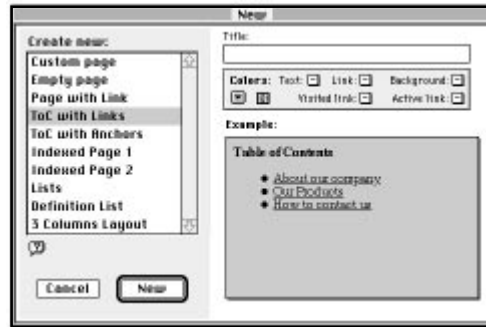 New
Create new:
Custom page
Empty page
Page with Link
ToC with Links
ToC with Anchors
Indexed Page 1
Indexed Page 2
Lists
Definition List
3 Columns Layout
Cancel
New
Title:
Colors: Text: Link: Background:
Visited link: Active link:
Example:
Table of Contents
About our company
Our Products
How to contact us